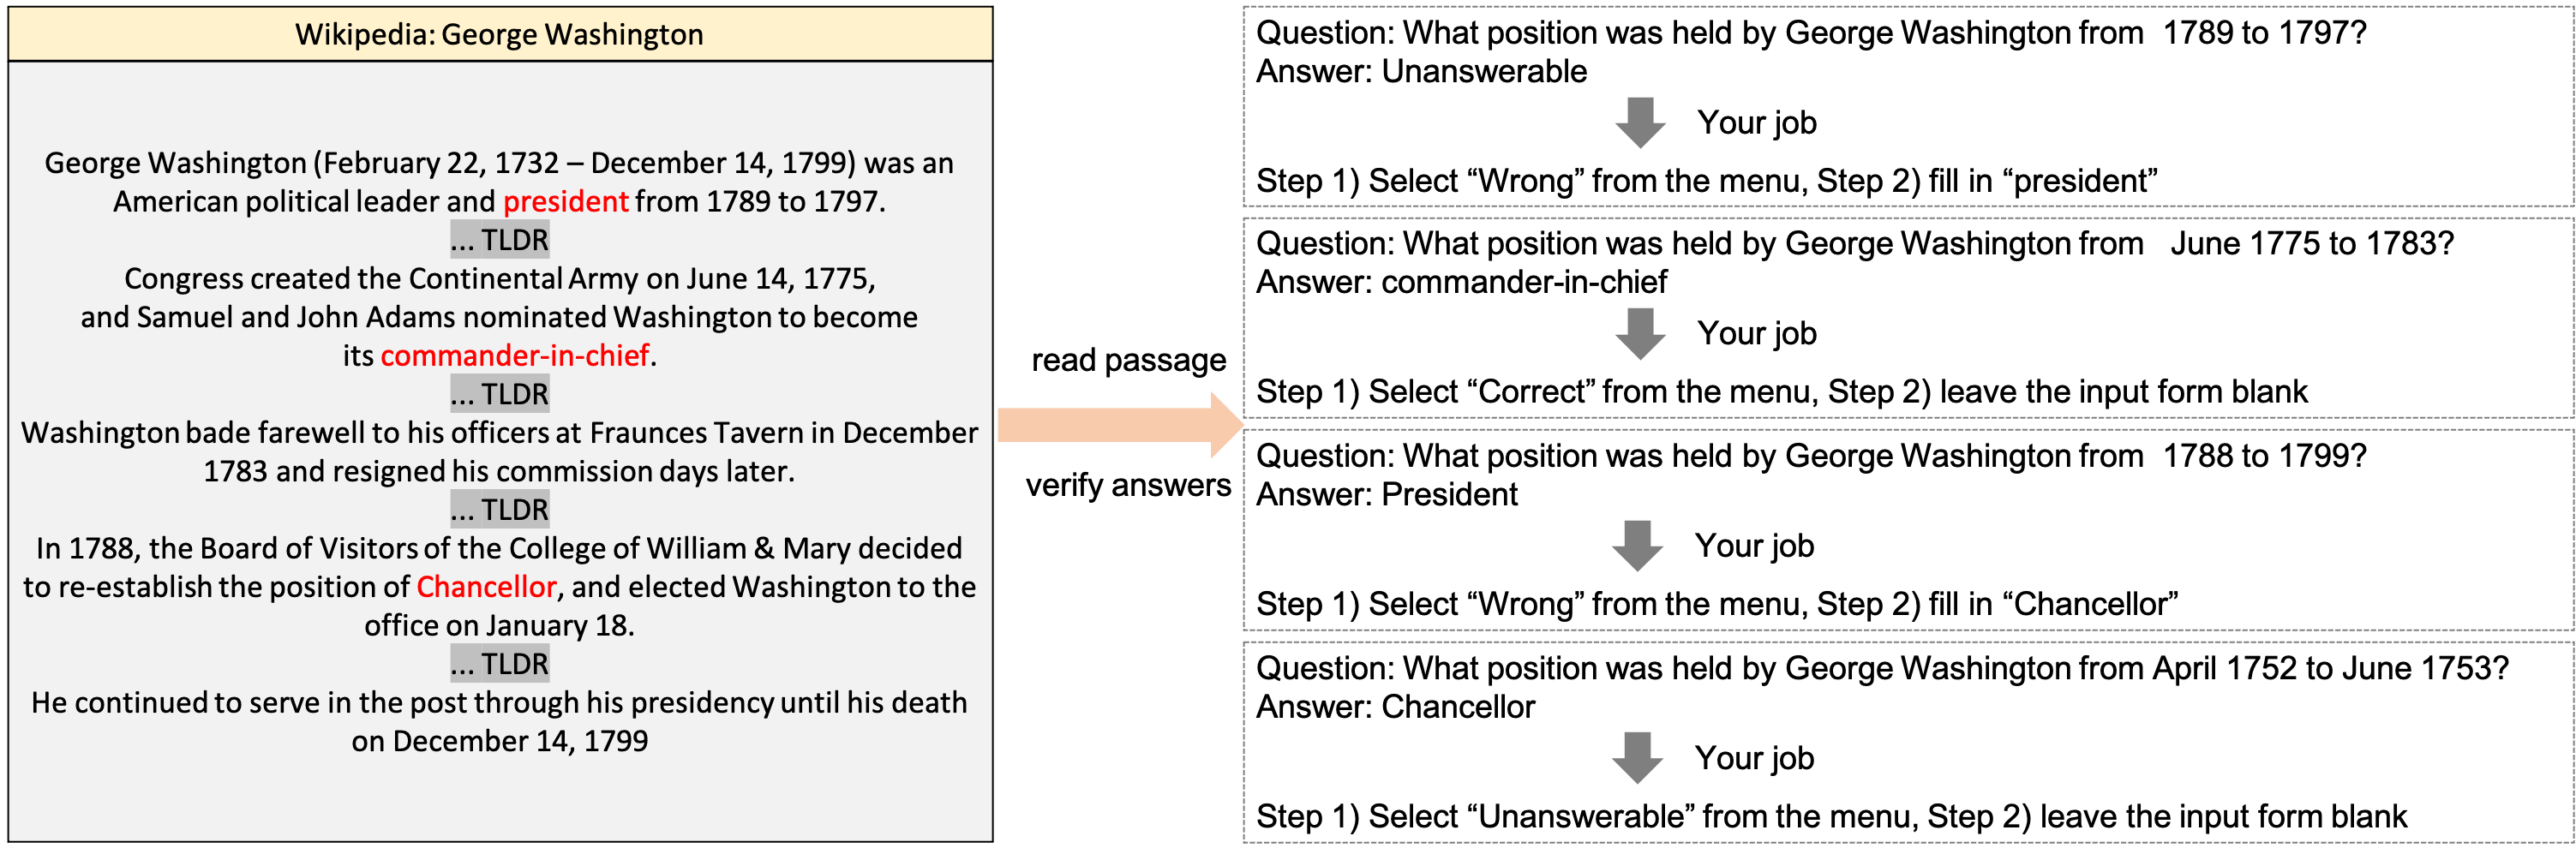 Wikipedia: George Washington
George Washington (February 22, 1732 – December 14, 1799) was an
American political leader and president from 1789 to 1797.
... TLDR
Congress created the Continental Army on June 14, 1775,
and Samuel and John Adams nominated Washington to become
its commander-in-chief.
... TLDR
Washington bade farewell to his officers at Fraunces Tavern in December
1783 and resigned his commission days later.
... TLDR
In 1788, the Board of Visitors of the College of William & Mary decided
to re-establish the position of Chancellor, and elected Washington to the
office on January 18.
... TLDR
He continued to serve in the post through his presidency until his death
on December 14, 1799
read passage
verify answers
Question: What position was held by George Washington from 1789 to 1797?
Answer: Unanswerable
Your job
Step 1) Select “Wrong” from the menu, Step 2) fill in “president”
Question: What position was held by George Washington from June 1775 to 1783?
Answer: commander-in-chief
Your job
Step 1) Select “Correct” from the menu, Step 2) leave the input form blank
Question: What position was held by George Washington from 1788 to 1799?
Answer: President
Your job
Step 1) Select “Wrong” from the menu, Step 2) fill in “Chancellor”
Question: What position was held by George Washington from April 1752 to June 1753?
Answer: Chancellor
Your job
Step 1) Select “Unanswerable” from the menu, Step 2) leave the input form blank